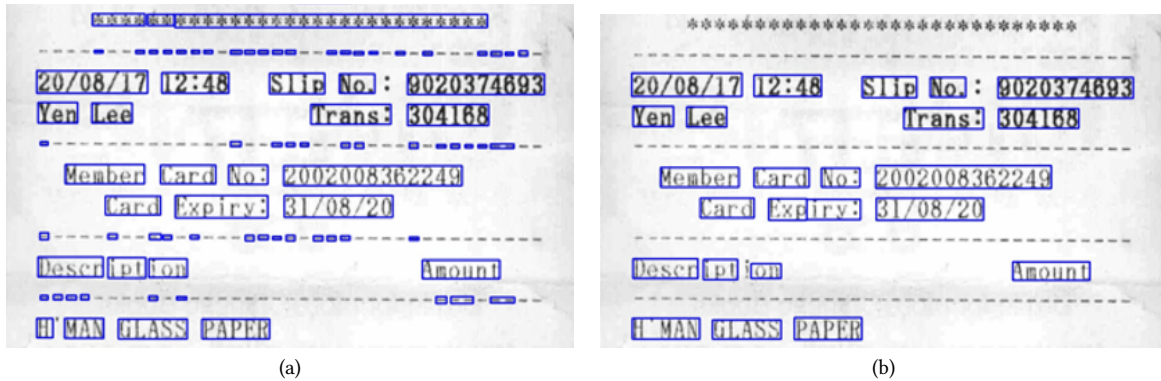 *****************************
--------------------------------------
20/08/17 12:48 Slip No.: 9020374693
Yen Lee Trans: 304168
--------------------------------------
Member Card No: 2002008362249
Card Expiry: 31/08/20
--------------------------------------
Description Amount
--------------------------------------
H'MAN GLASS PAPER
(a)
*****************************
--------------------------------------
20/08/17 12:48 Slip No.: 9020374693
Yen Lee Trans: 304168
--------------------------------------
Member Card No: 2002008362249
Card Expiry: 31/08/20
--------------------------------------
Description Amount
--------------------------------------
H'MAN GLASS PAPER
(b)